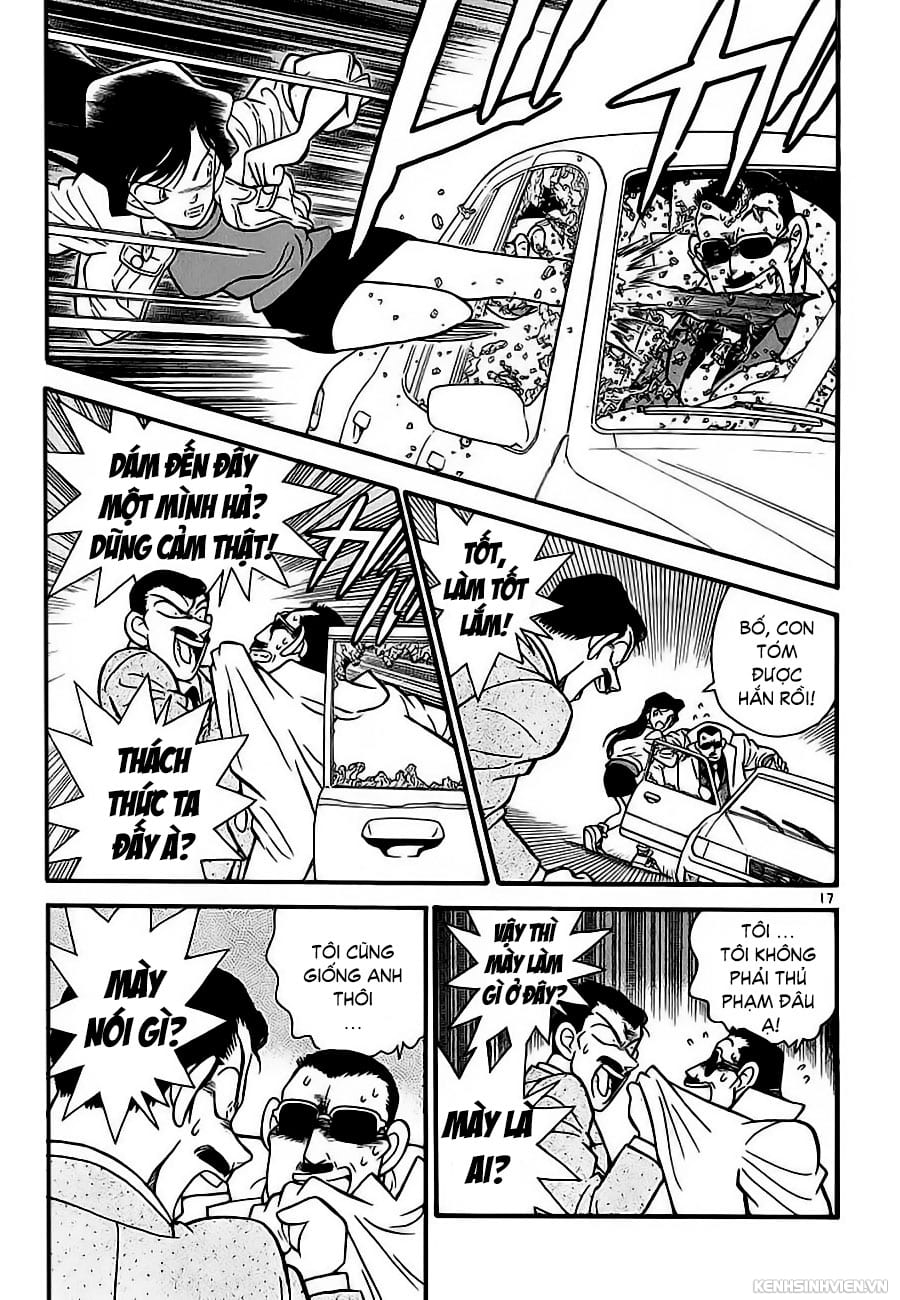 BỐ, CON
TÓM
ĐƯỢC
HẮN RỒI!
TỐT,
LÀM TỐT
LẮM!
DÁM ĐẾN ĐÂY
MỘT MÌNH HẢ?
DŨNG CẢM THẬT!
THÁCH
THỨC TA
ĐẤY À?
17
TÔI ...
TÔI KHÔNG
PHẢI THỦ
PHẠM ĐÂU
Ạ!
VẬY THÌ
MÀY LÀM
GÌ Ở ĐÂY?
MÀY LÀ
AI?
TÔI CŨNG
GIỐNG ANH
THÔI
...
MÀY
NÓI GÌ?
KENHSINHVIEN.VN